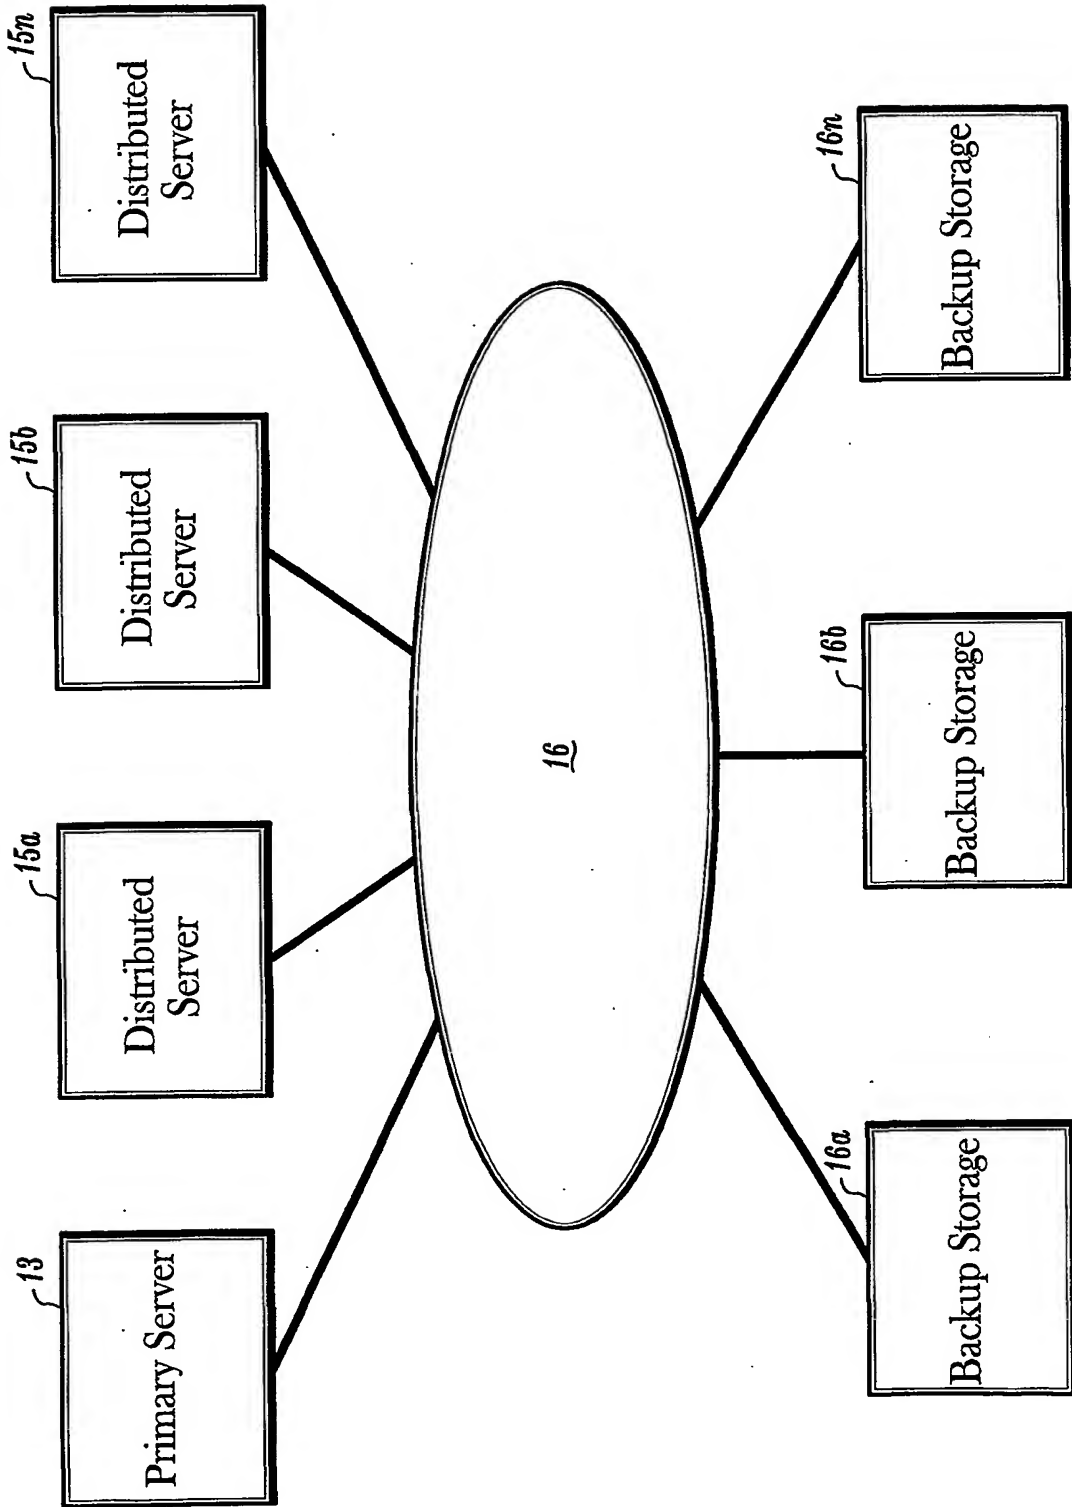 13
Primary Server
15a
Distributed
Server
15b
Distributed
Server
15n
Distributed
Server
16
16a
Backup Storage
16b
Backup Storage
16n
Backup Storage